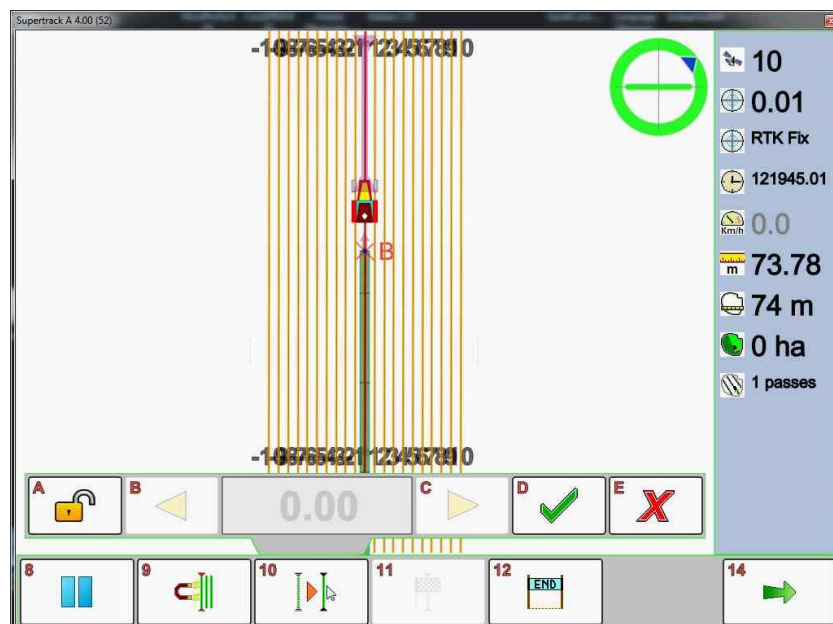 Supertrack A 4.00 (52)
10
0.01
RTK Fix
121945.01
Km/h
0.0
m
73.78
B
74 m
0 ha
1 passes
A
B
0.00
C
D
E
X
8
9
10
11
12
END
14